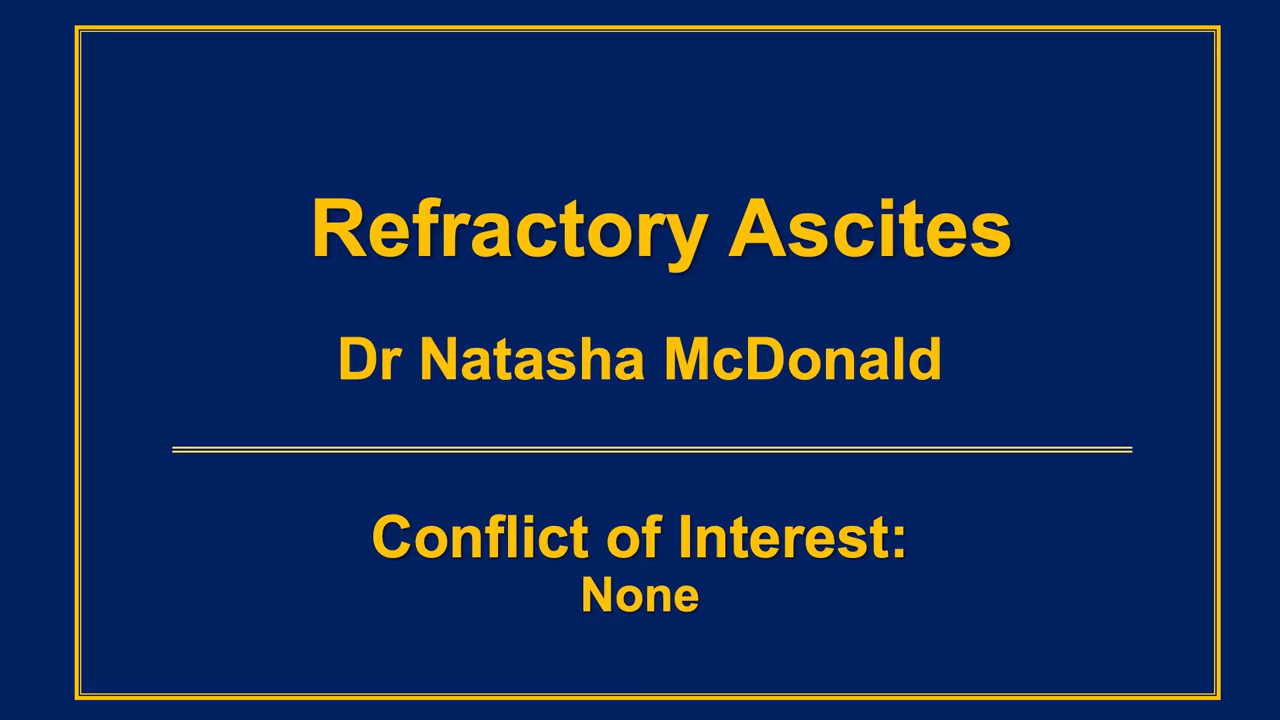 Refractory Ascites
Dr Natasha McDonald
Conflict of Interest:
None